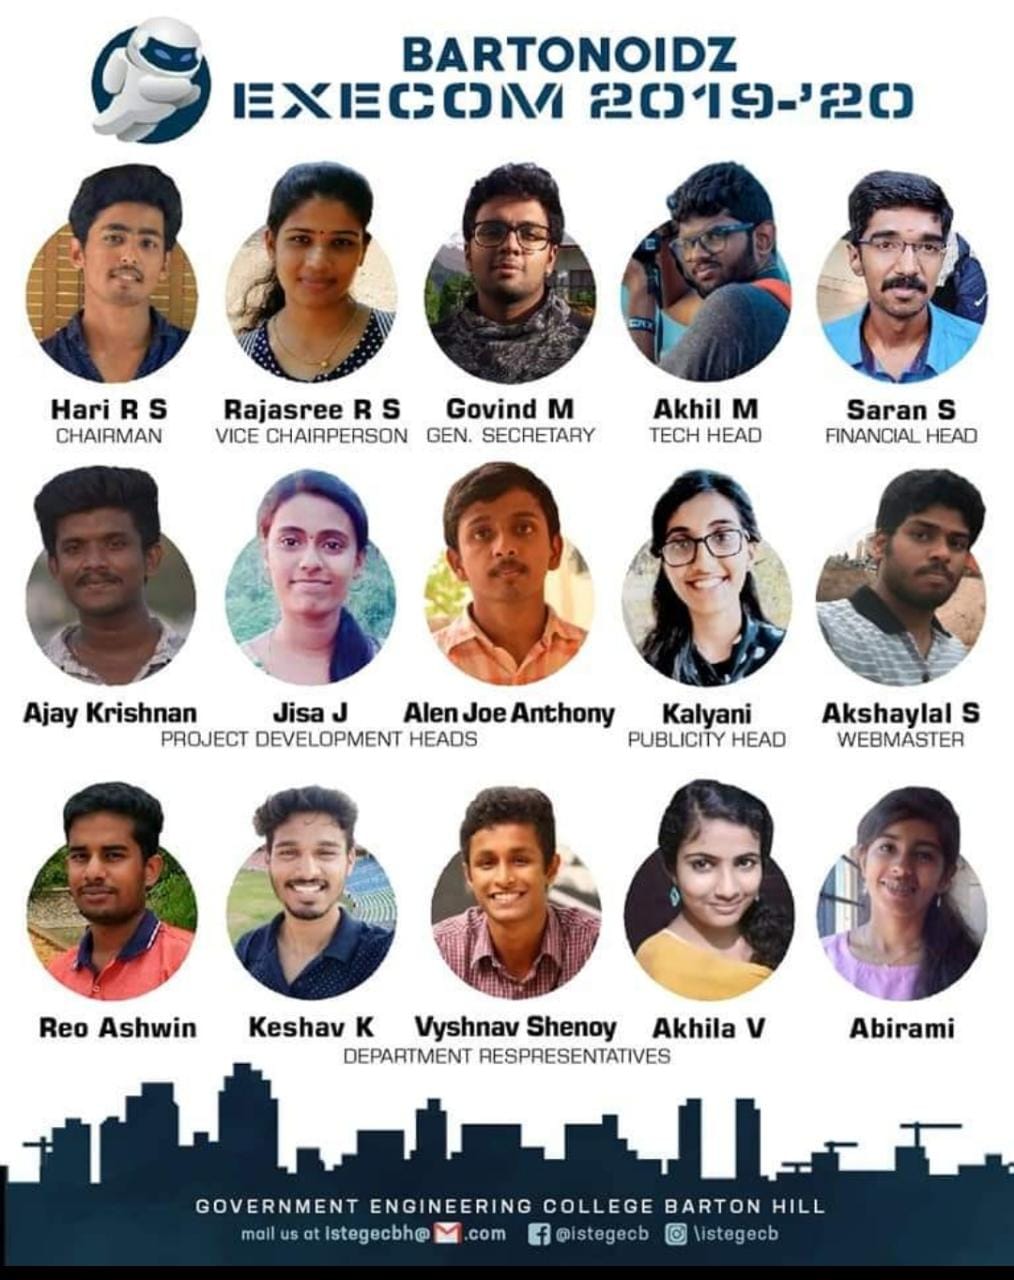 BARTONOIDZ
EXECOM 2019-'20
Hari R S
CHAIRMAN
Rajasree R S
VICE CHAIRPERSON
Govind M
GEN. SECRETARY
Akhil M
TECH HEAD
Saran S
FINANCIAL HEAD
Ajay Krishnan
Jisa J
Alen Joe Anthony
PROJECT DEVELOPMENT HEADS
Kalyani
PUBLICITY HEAD
Akshaylal S
WEBMASTER
Reo Ashwin
Keshav K
Vyshnav Shenoy
Akhila V
Abirami
DEPARTMENT RESPRESENTATIVES
GOVERNMENT ENGINEERING COLLEGE BARTON HILL
mail us at istegecbh@ .com @istegecb \istegecb